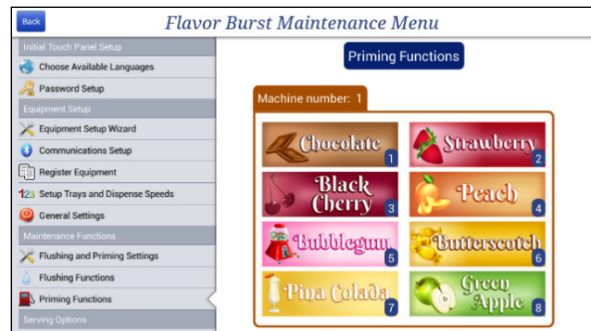 Back
Flavor Burst Maintenance Menu
Initial Touch Panel Setup
Choose Available Languages
Password Setup
Equipment Setup
Equipment Setup Wizard
Communications Setup
Register Equipment
123 Setup Trays and Dispense Speeds
General Settings
Maintenance Functions
Flushing and Priming Settings
Flushing Functions
Priming Functions
Serving Options
Priming Functions
Machine number: 1
Chocolate
1
Strawberry
2
Black
Cherry
3
Peach
4
Bubblegum
5
Butterscotch
6
Pina Colada
7
Green
Apple
8